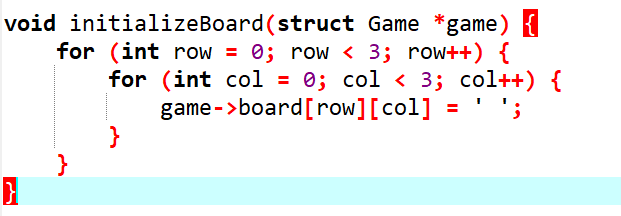 void initializeBoard(struct Game *game) {
    for (int row = 0; row < 3; row++) {
        for (int col = 0; col < 3; col++) {
            game->board[row][col] = ' ';
        }
    }
}